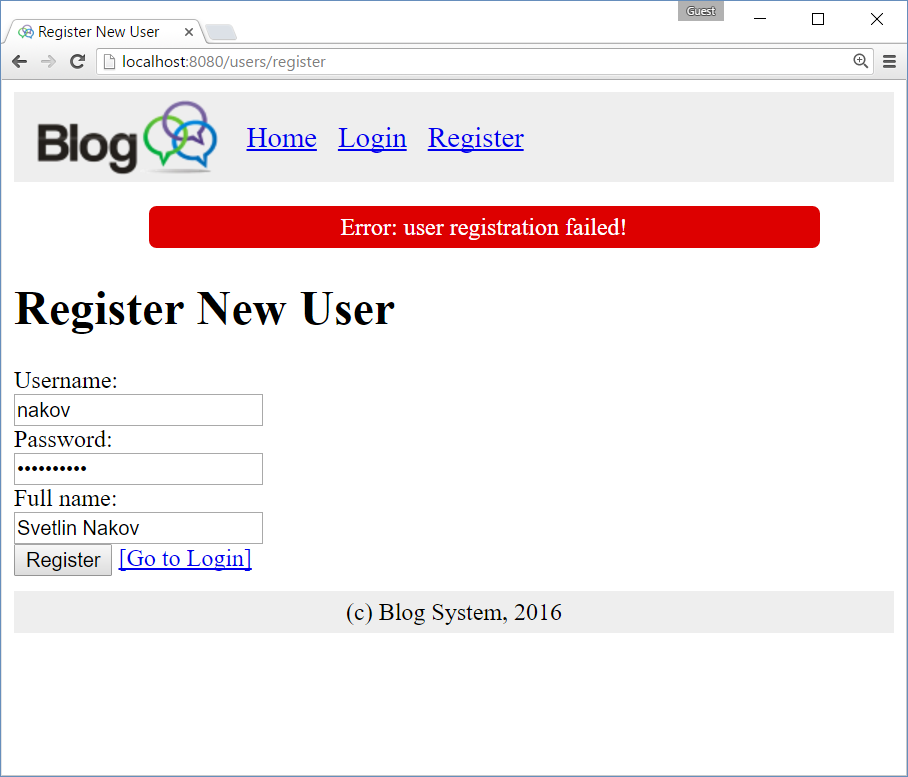 Guest
Register New User
localhost:8080/users/register
Blog Home Login Register
Error: user registration failed!
Register New User
Username:
nakov
Password:
••••••••••
Full name:
Svetlin Nakov
Register [Go to Login]
(c) Blog System, 2016